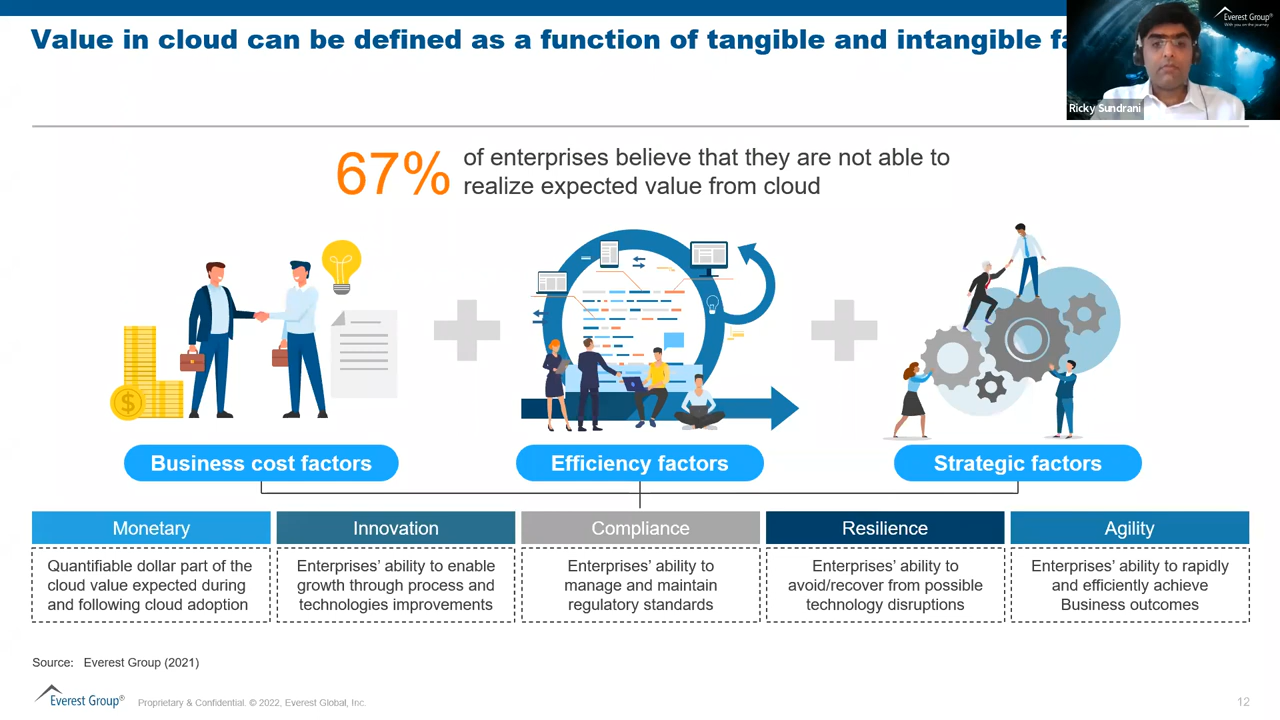 Value in cloud can be defined as a function of tangible and intangible
Everest Group®
With you on the journey
Ricky Sundrani
67%
of enterprises believe that they are not able to
realize expected value from cloud
$
Business cost factors
Efficiency factors
Strategic factors
Monetary
Quantifiable dollar part of the
cloud value expected during
and following cloud adoption
Innovation
Enterprises’ ability to enable
growth through process and
technologies improvements
Compliance
Enterprises’ ability to
manage and maintain
regulatory standards
Resilience
Enterprises’ ability to
avoid/recover from possible
technology disruptions
Agility
Enterprises’ ability to rapidly
and efficiently achieve
Business outcomes
Source: Everest Group (2021)
Everest Group®
Proprietary & Confidential. © 2022, Everest Global, Inc.
12